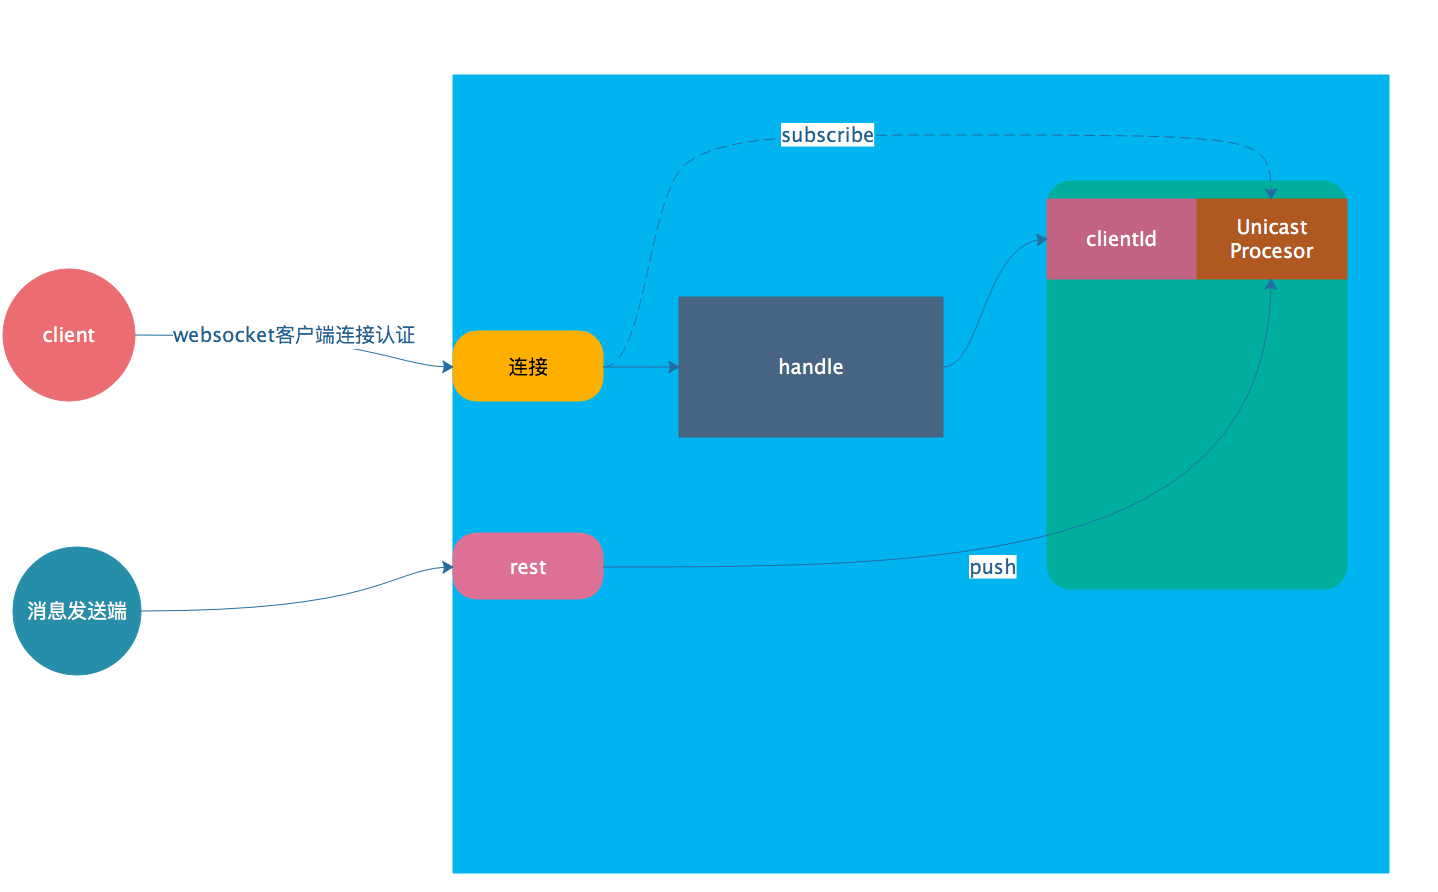 subscribe
clientId
Unicast
Procesor
client
websocket客户端连接认证
连接
handle
rest
push
消息发送端